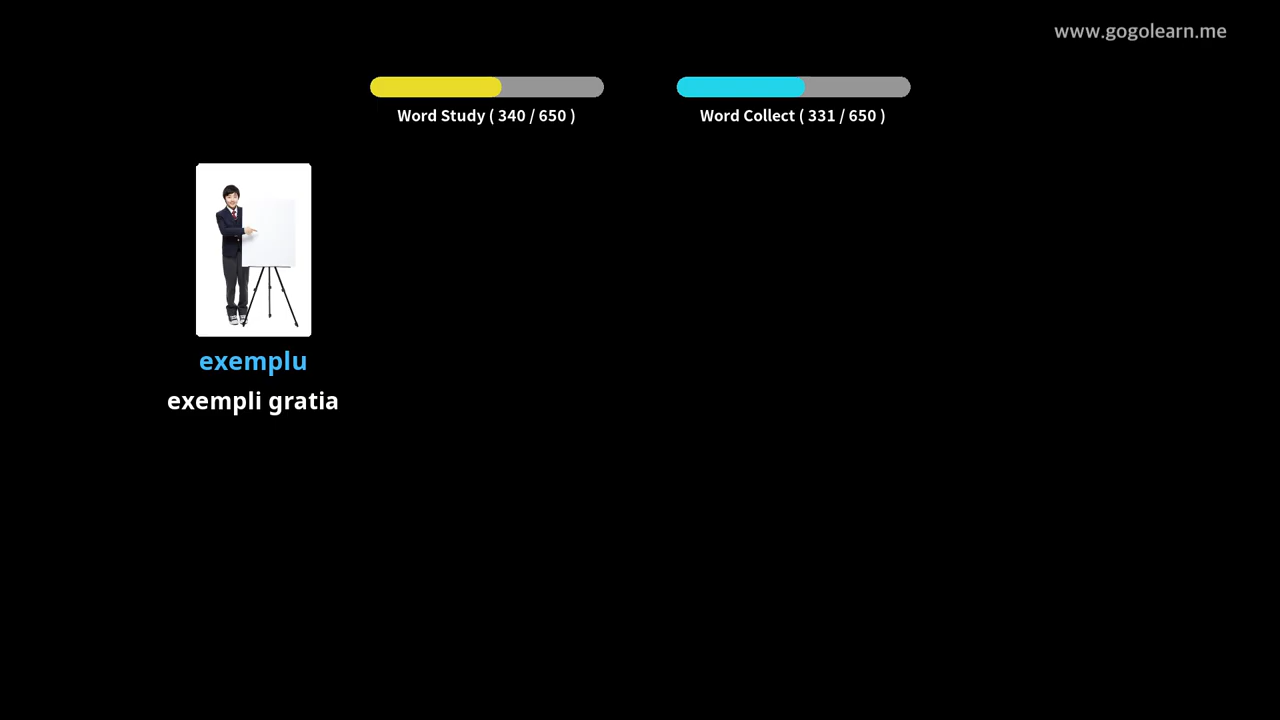 www.gogolearn.me
Word Study ( 340 / 650 )
Word Collect ( 331 / 650 )
exemplu
exempli gratia